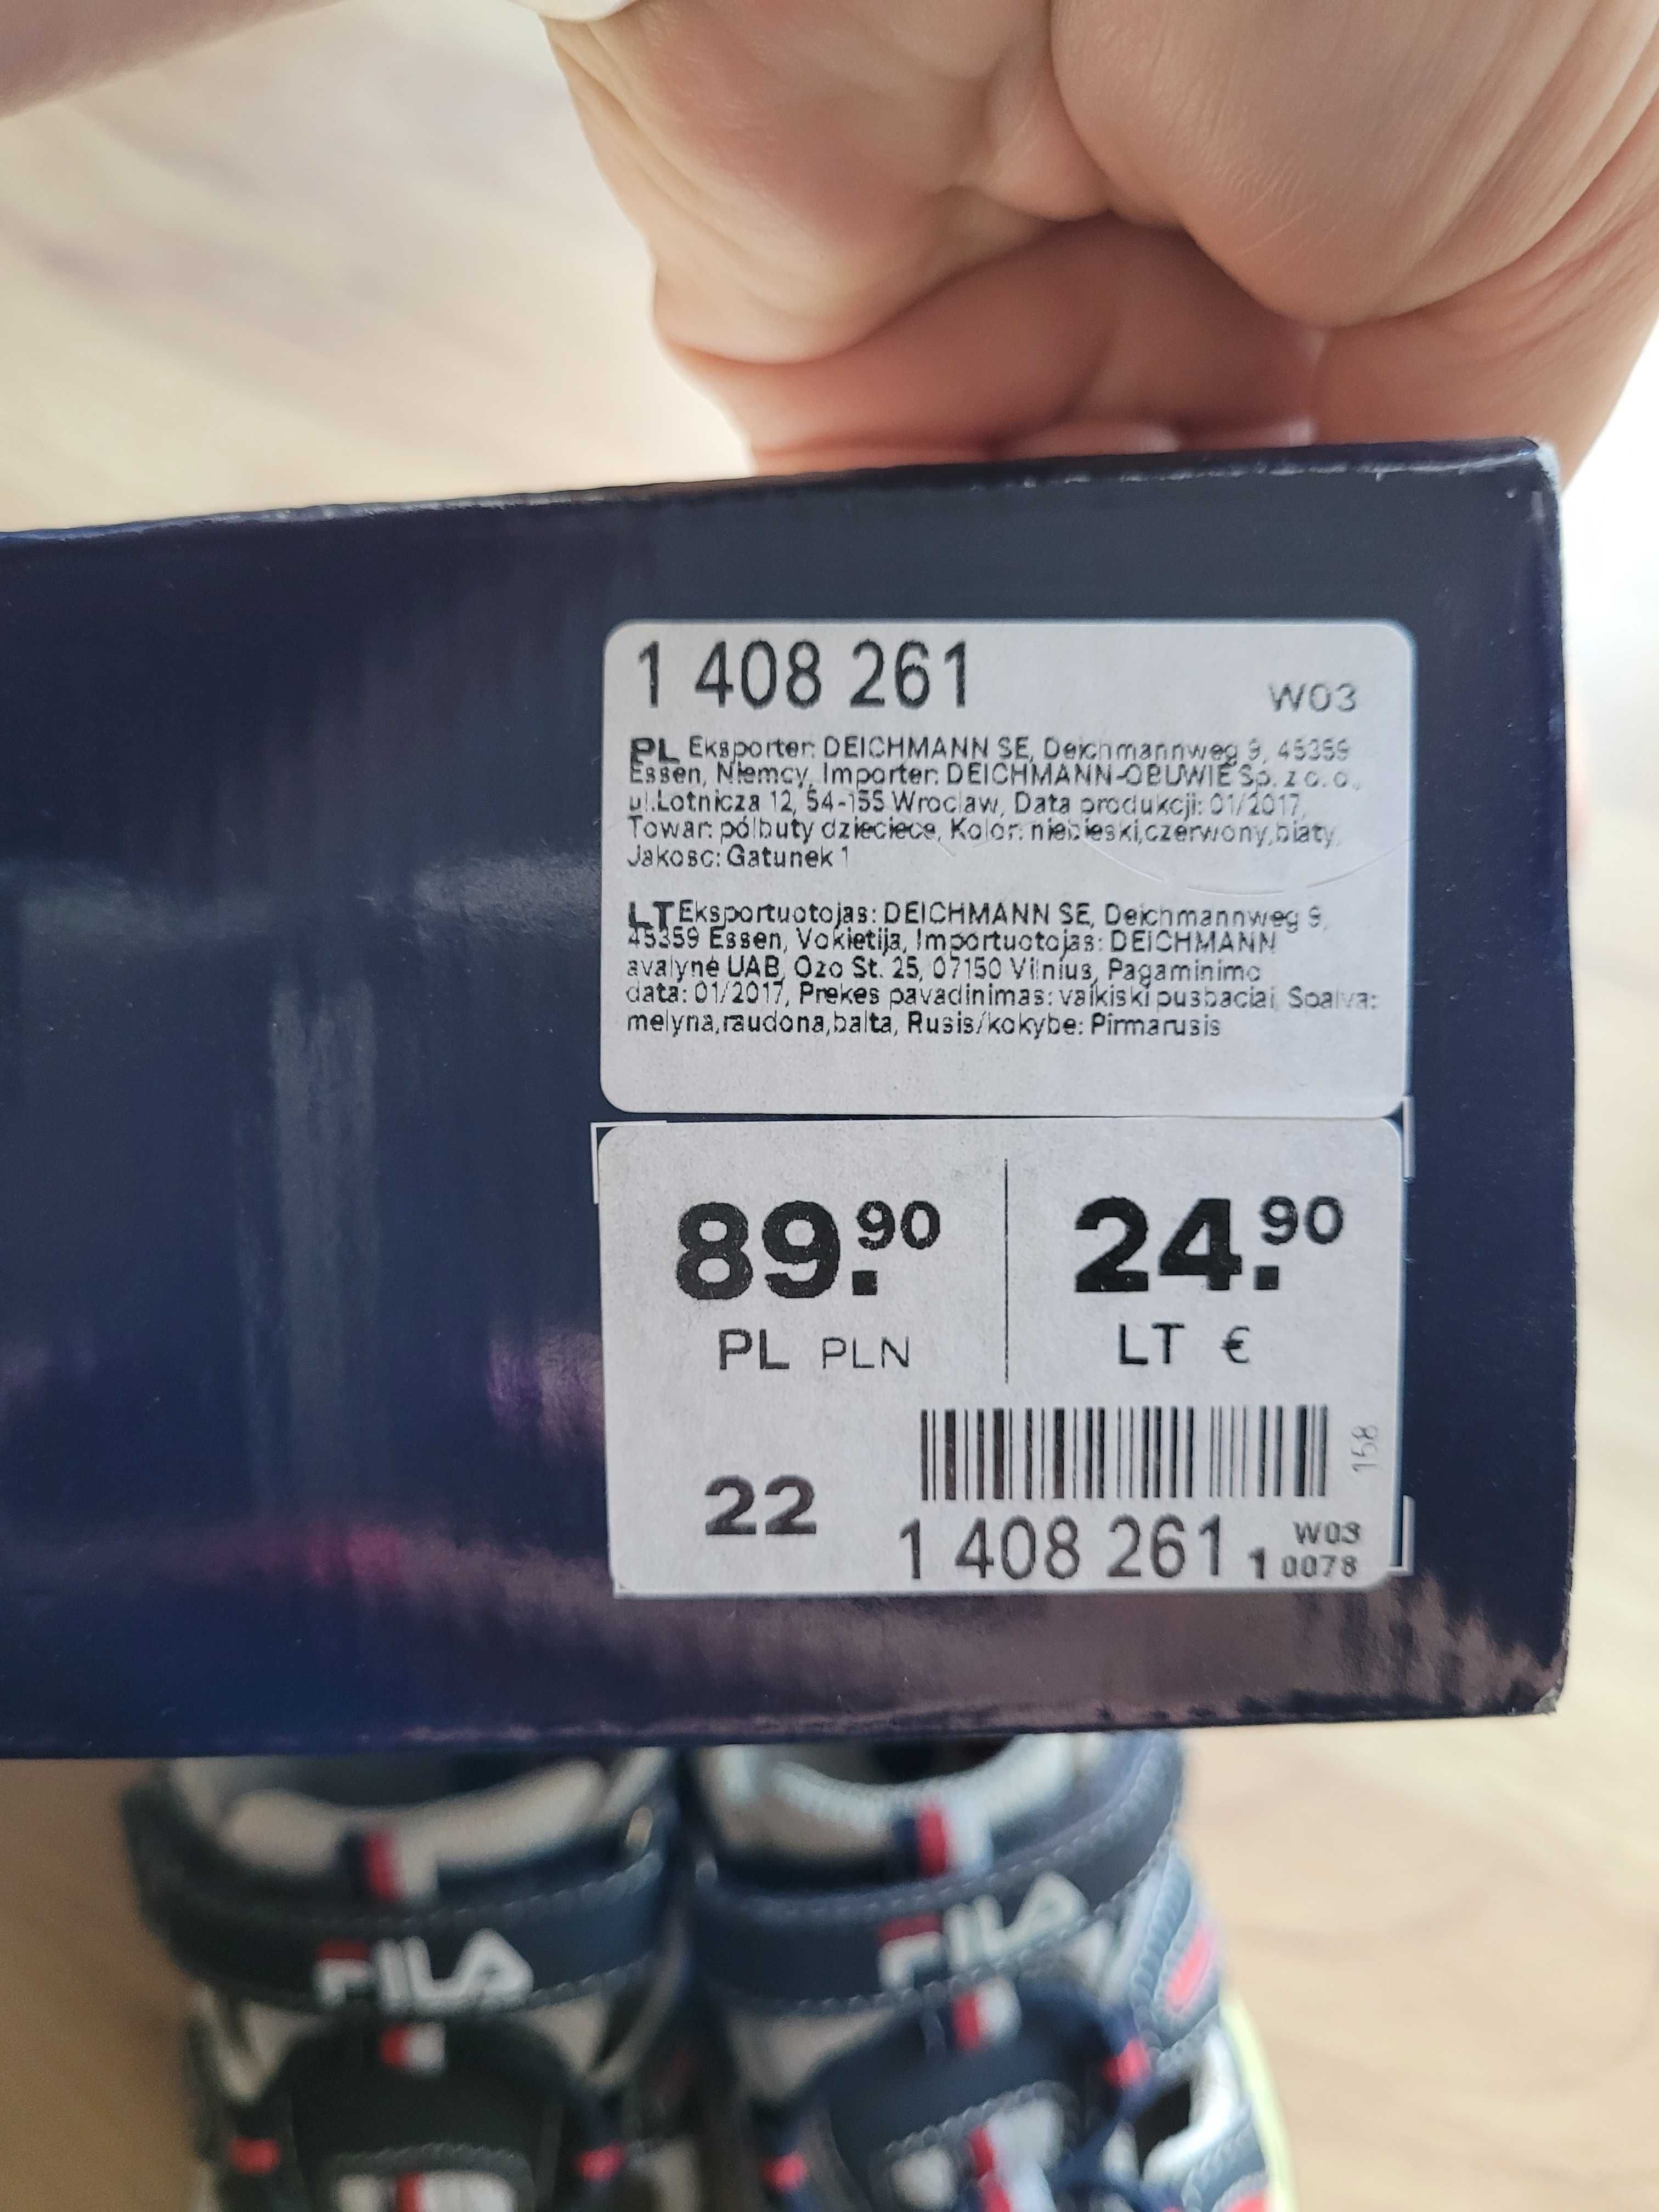 1 408 261
W03
PL Eksporter: DEICHMANN SE, Deichmannweg 9, 45359
Essen, Niemcy, Importer: DEICHMANN-OBUWIE Sp. z o.o.,
ul.Lotnicza 12, 54-155 Wroclaw, Data produkcji: 01/2017,
Towar: pólbuty dzieciece, Kolor: niebieski,czerwony,biaty,
Jakosc: Gatunek 1
LT Eksportuotojas: DEICHMANN SE, Deichmannweg 9,
45359 Essen, Vokietija, Importuotojas: DEICHMANN
avalynė UAB, Ozo St. 25, 07150 Vilnius, Pagaminimo
data: 01/2017, Prekes pavadinimas: vaikiski pusbaciai, Spalva:
melyna,raudona,balta, Rusis/kokybe: Pirmarusis
89.90
PL PLN
24.90
LT €
158
22
1 408 261 1
W03
0078
FILA
FILA